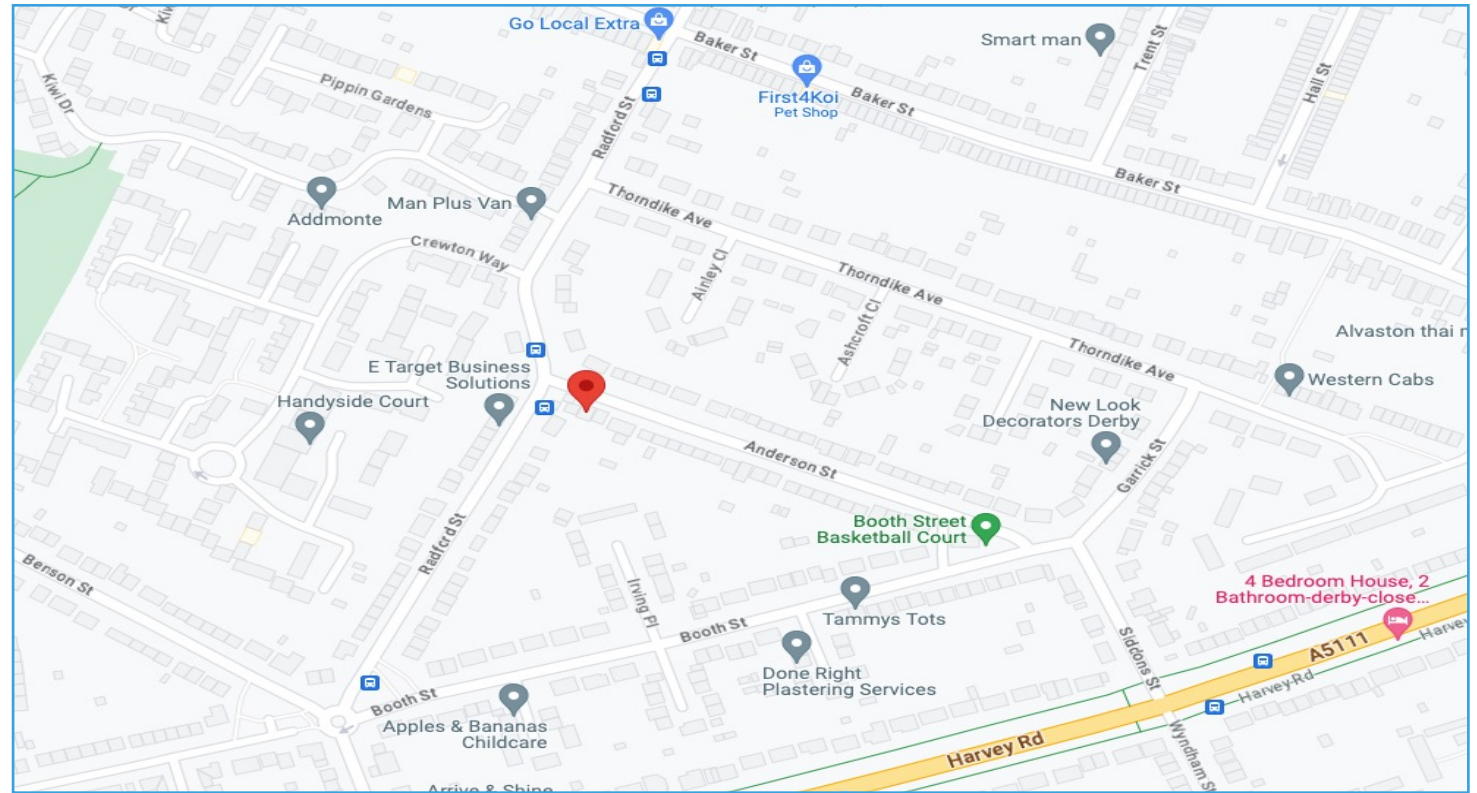 Go Local Extra
Baker St
Smart man
Trent St
Hall St
Kiwi Dr
Pippin Gardens
First4Koi
Pet Shop
Baker St
Radford St
Baker St
Addmonte
Man Plus Van
Thorndike Ave
Crewton Way
Ainley Cl
Thorndike Ave
Ashcroft Cl
Alvaston thai
E Target Business
Solutions
Thorndike Ave
Western Cabs
Handyside Court
New Look
Decorators Derby
Anderson St
Garrick St
Booth Street
Basketball Court
Radford St
Benson St
Irving Pl
4 Bedroom House, 2
Bathroom-derby-close...
Tammys Tots
Booth St
Siddons St
A5111
Harvey
Done Right
Plastering Services
Harvey Rd
Booth St
Apples & Bananas
Childcare
Harvey Rd
Wyndham St
Arrive & Shine